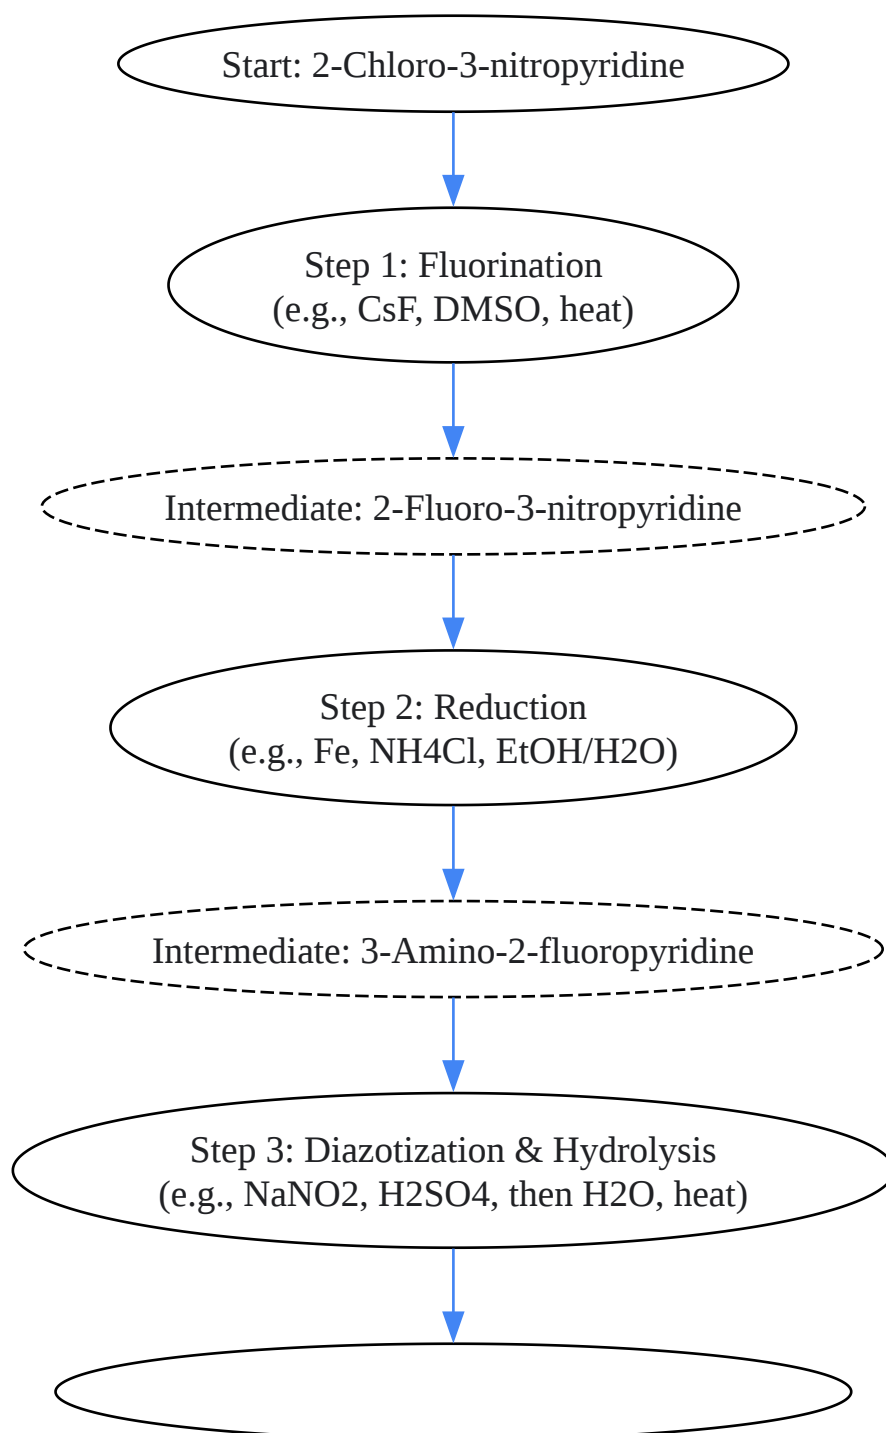 Start: 2-Chloro-3-nitropyridine
Step 1: Fluorination
(e.g., CsF, DMSO, heat)
Intermediate: 2-Fluoro-3-nitropyridine
Step 2: Reduction
(e.g., Fe, NH4Cl, EtOH/H2O)
Intermediate: 3-Amino-2-fluoropyridine
Step 3: Diazotization & Hydrolysis
(e.g., NaNO2, H2SO4, then H2O, heat)